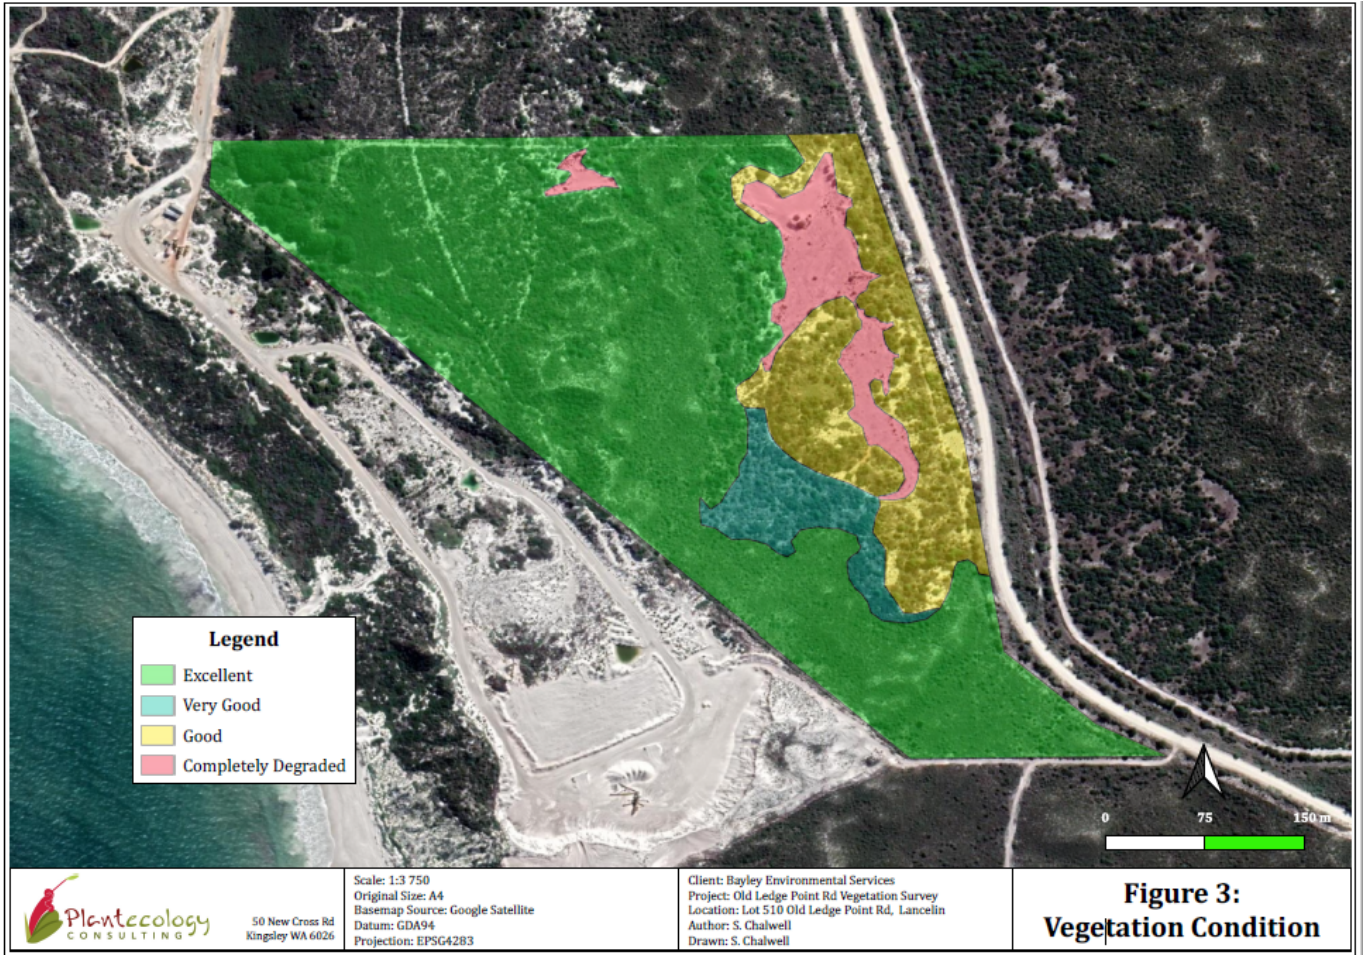 Legend
Excellent
Very Good
Good
Completely Degraded
0 75 150 m
Plantecology
CONSULTING
50 New Cross Rd
Kingsley WA 6026
Scale: 1:3 750
Original Size: A4
Basemap Source: Google Satellite
Datum: GDA94
Projection: EPSG4283
Client: Bayley Environmental Services
Project: Old Ledge Point Rd Vegetation Survey
Location: Lot 510 Old Ledge Point Rd, Lancelin
Author: S. Chalwell
Drawn: S. Chalwell
Figure 3:
Vegetation Condition